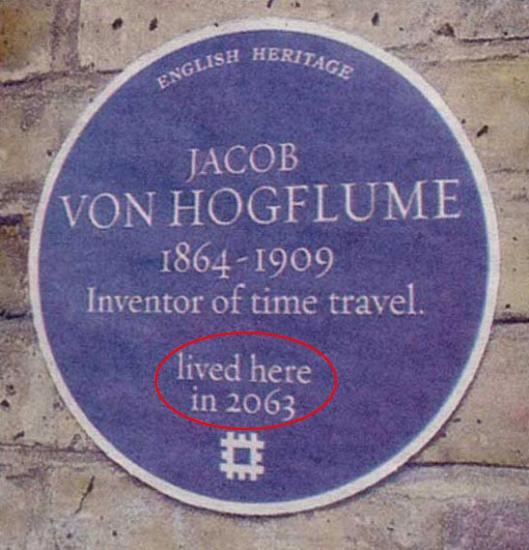 ENGLISH HERITAGE
JACOB
VON HOGFLUME
1864-1909
Inventor of time travel.
lived here
in 2063